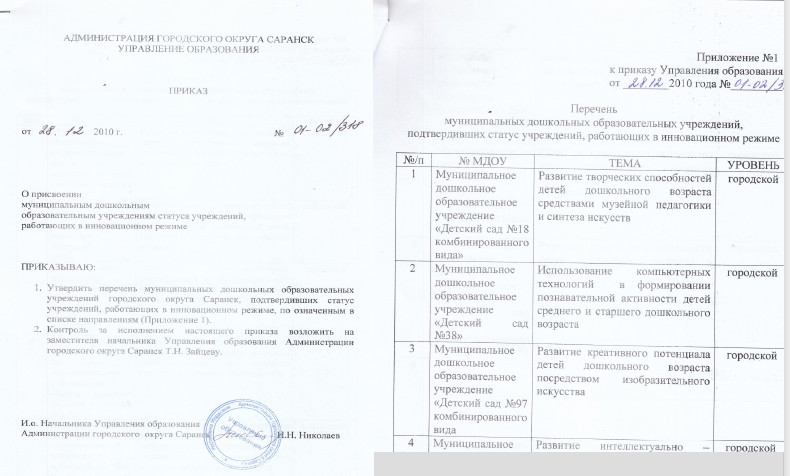 АДМИНИСТРАЦИЯ ГОРОДСКОГО ОКРУГА САРАНСК
УПРАВЛЕНИЕ ОБРАЗОВАНИЯ
ПРИКАЗ
от 28. 12 2010 г. № 01-02/318
О присвоении
муниципальным дошкольным
образовательным учреждениям статуса учреждений,
работающих в инновационном режиме
ПРИКАЗЫВАЮ:
1. Утвердить перечень муниципальных дошкольных образовательных
учреждений городского округа Саранск, подтвердивших статус
учреждений, работающих в инновационном режиме, по означенным в
списке направлениям (Приложение 1).
2. Контроль за исполнением настоящего приказа возложить на
заместителя начальника Управления образования Администрации
городского округа Саранск Т.Н. Зайцеву.
И.о. Начальника Управления образования
Администрации городского округа Саранск И.Н. Николаев
Приложение №1
к приказу Управления образования
от 28.12 2010 года № 01-02/3
Перечень
муниципальных дошкольных образовательных учреждений,
подтвердивших статус учреждений, работающих в инновационном режиме
№/п № МДОУ ТЕМА УРОВЕНЬ
1 Муниципальное Развитие творческих способностей городской
дошкольное детей дошкольного возраста
образовательное средствами музейной педагогики
учреждение и синтеза искусств
«Детский сад №18
комбинированного
вида»
2 Муниципальное Использование компьютерных городской
дошкольное технологий в формировании
образовательное познавательной активности детей
учреждение среднего и старшего дошкольного
«Детский сад возраста
№38»
3 Муниципальное Развитие креативного потенциала городской
дошкольное детей дошкольного возраста
образовательное посредством изобразительного
учреждение искусства
«Детский сад №97
комбинированного
вида
4 Муниципальное Развитие интеллектуально – городской